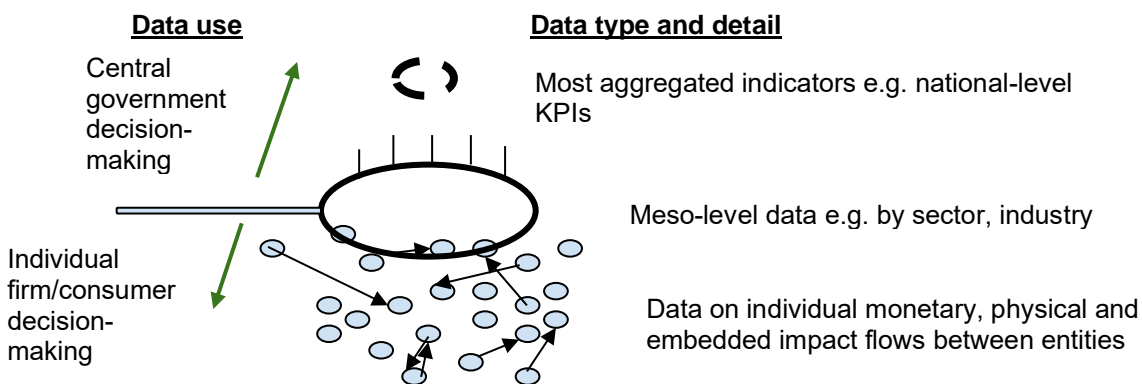 Data use
Data type and detail
Central
government
decision-
making
Most aggregated indicators e.g. national-level
KPIs
Meso-level data e.g. by sector, industry
Individual
firm/consumer
decision-
making
Data on individual monetary, physical and
embedded impact flows between entities